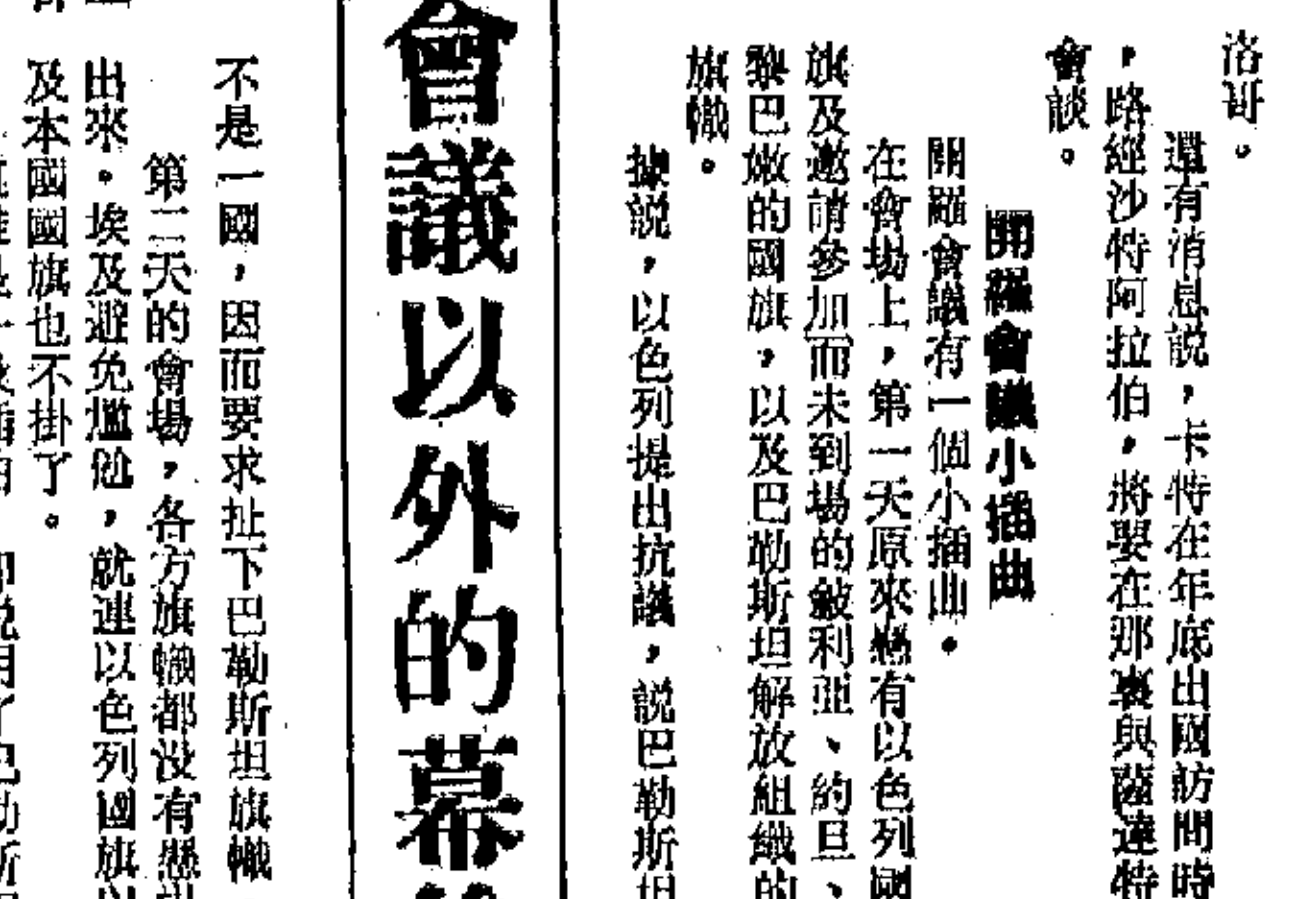 洛哥。
還有消息説，卡特在年底出國訪問時
，路經沙特阿拉伯，將要在那裏與薩達特
會談。
開羅會議小插曲
開羅會議有一個小插曲。
在會場上，第一天原來懸有以色列國
旗及邀請參加而未到場的敍利亞、約旦、
黎巴嫩的國旗，以及巴勒斯坦解放組織的
旗幟。
據説，以色列提出抗議，説巴勒斯坦
會議以外的幕
不是一國，因而要求扯下巴勒斯坦旗幟
第二天的會場，各方旗幟都没有懸
出來。埃及避免尷尬，就連以色列國旗以
及本國國旗也不掛了。